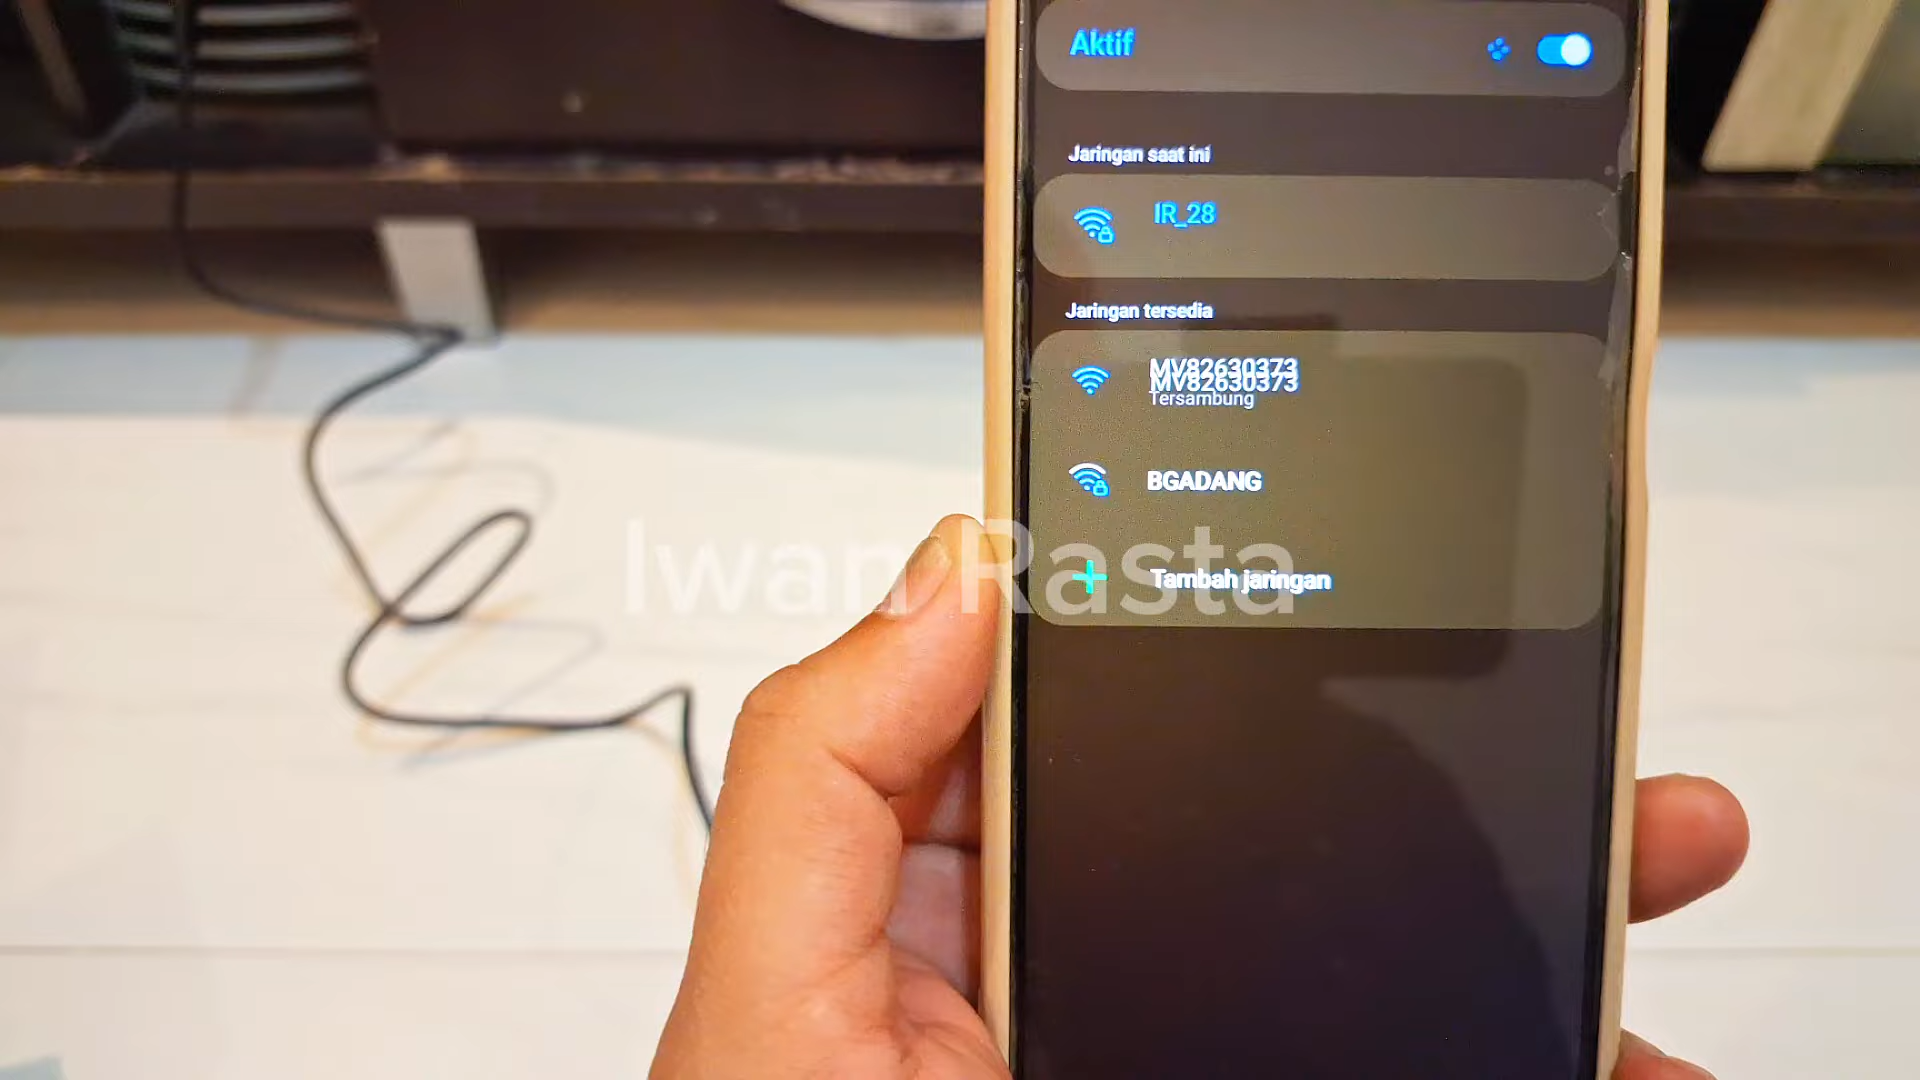 Aktif
Jaringan saat ini
IR_28
Jaringan tersedia
MV82630373
MV82630373
Tersambung
BGADANG
Iwan Rasta
Tambah jaringan